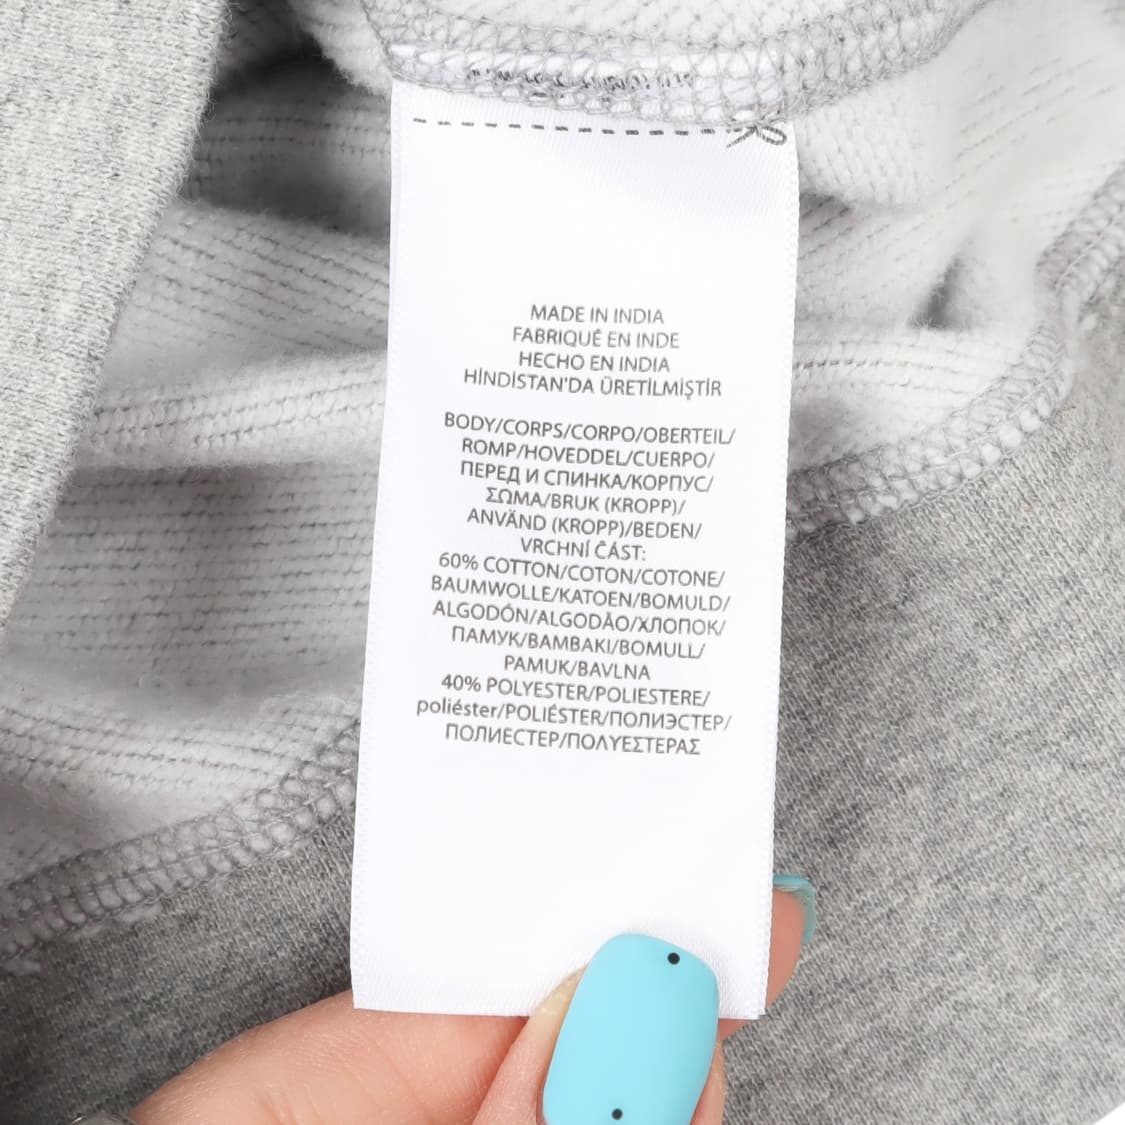 MADE IN INDIA
FABRIQUÉ EN INDE
HECHO EN INDIA
HİNDİSTAN'DA ÜRETİLMİŞTİR
BODY/CORPS/CORPO/OBERTEIL/
ROMP/HOVEDDEL/CUERPO/
ПЕРЕД И СПИНКА/КОРПУС/
ΣΩΜΑ/BRUK (KROPP)/
ANVÄND (KROPP)/BEDEN/
VRCHNÍ ČÁST:
60% COTTON/COTON/COTONE/
BAUMWOLLE/KATOEN/BOMULD/
ALGODÓN/ALGODÃO/ХЛОПОК/
ПАМУК/ΒΑΜΒΑΚΙ/BOMULL/
PAMUK/BAVLNA
40% POLYESTER/POLIESTERE/
poliéster/POLIÉSTER/ПОЛИЭСТЕР/
ПОЛИЕСТЕР/ΠΟΛΥΕΣΤΕΡΑΣ